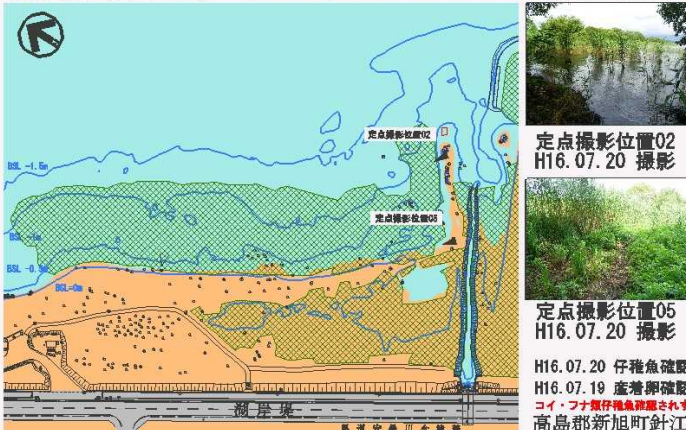 定点撮影位置02
定点撮影位置05
BSL -1.5m
BSL -1m
BSL -0.5m
BSL=0m
湖岸堤
定点撮影位置02
H16.07.20 撮影
定点撮影位置05
H16.07.20 撮影
H16.07.20 仔稚魚確認
H16.07.19 産着卵確認
コイ・フナ類仔稚魚確認されず
高島郡新旭町針江